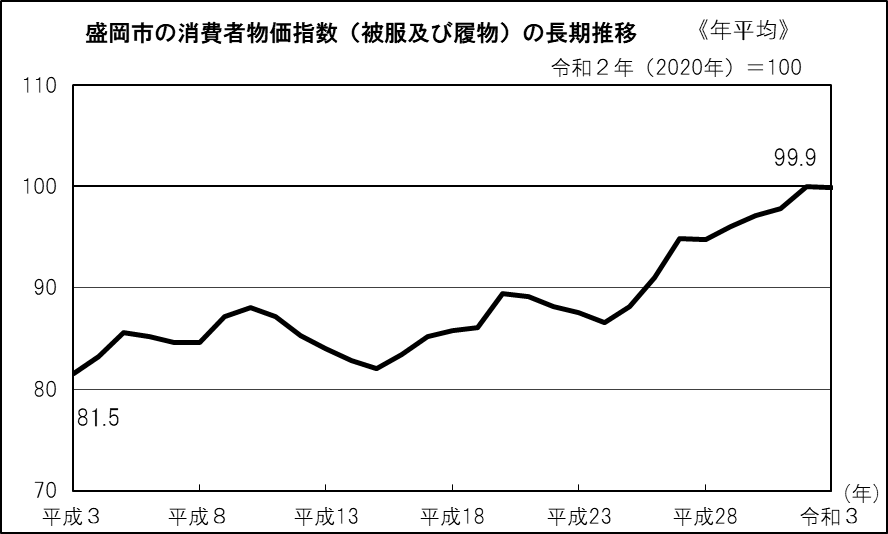 盛岡市の消費者物価指数（被服及び履物）の長期推移 《年平均》
令和２年（2020年）＝100
110
99.9
100
90
80
81.5
70
平成３ 平成８ 平成13 平成18 平成23 平成28 令和３ （年）